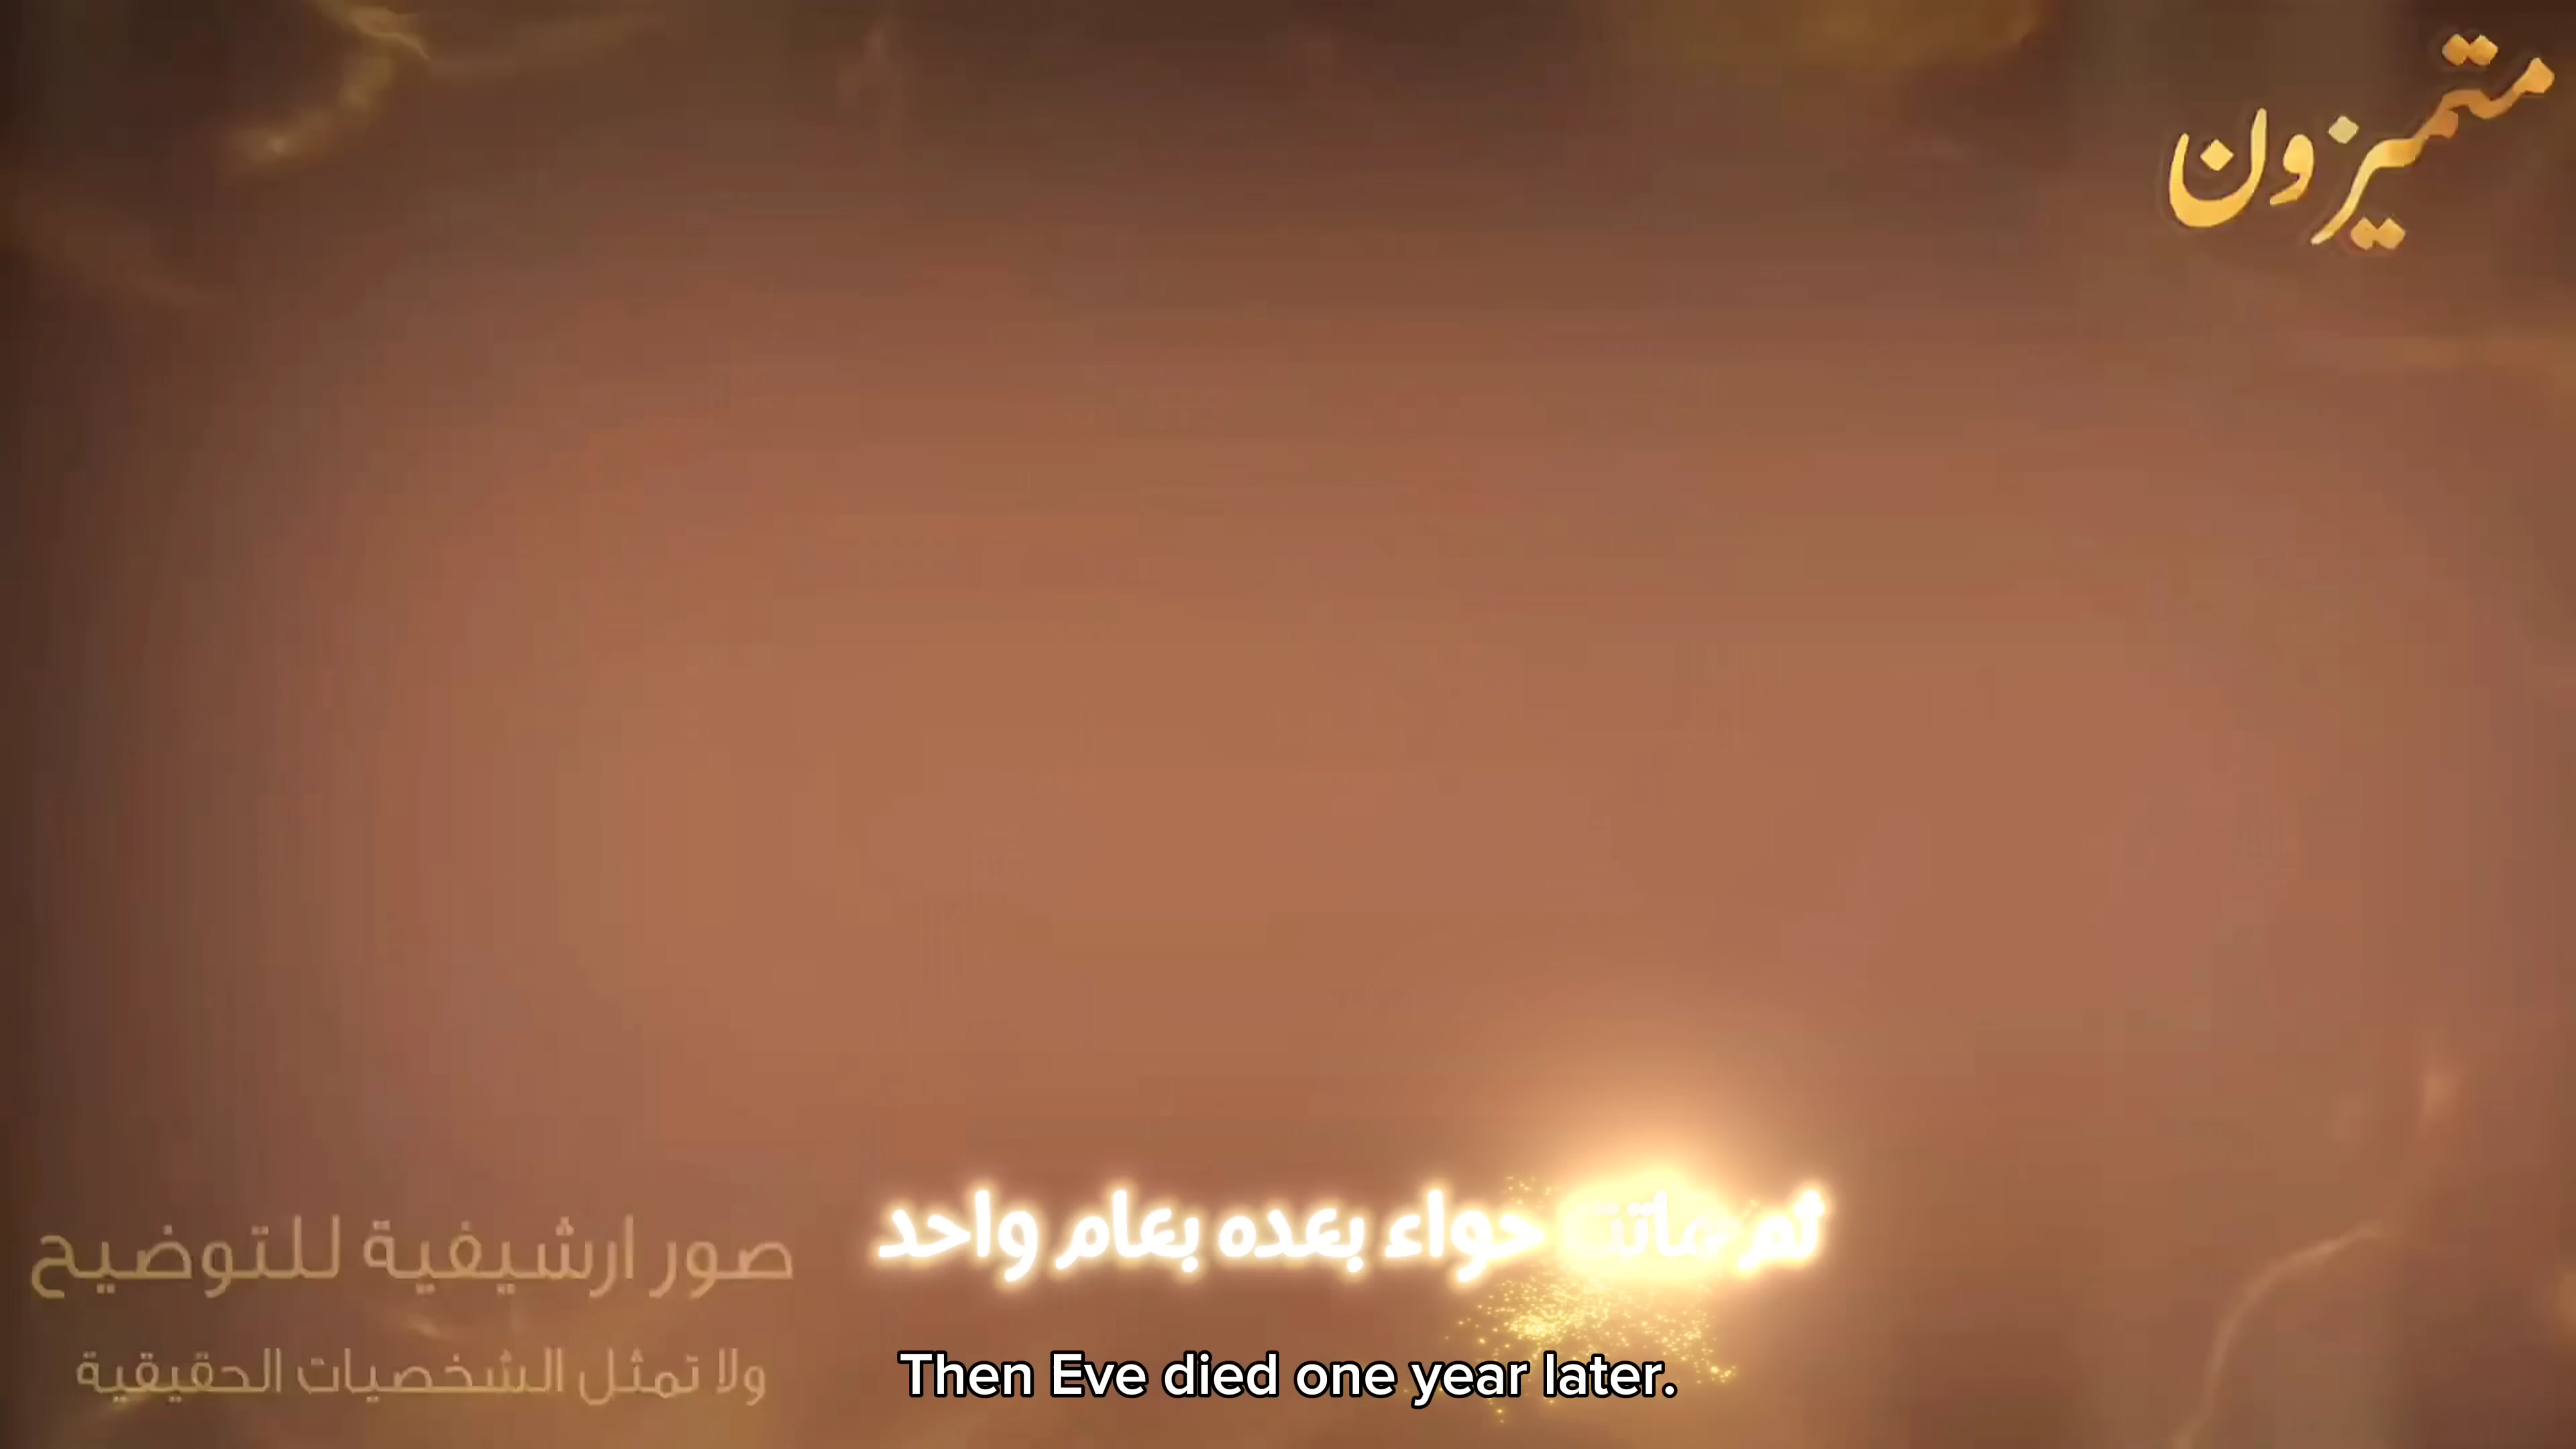 متميزون
ثم ماتت حواء بعده بعام واحد
صور ارشيفية للتوضيح
ولا تمثل الشخصيات الحقيقية
Then Eve died one year later.